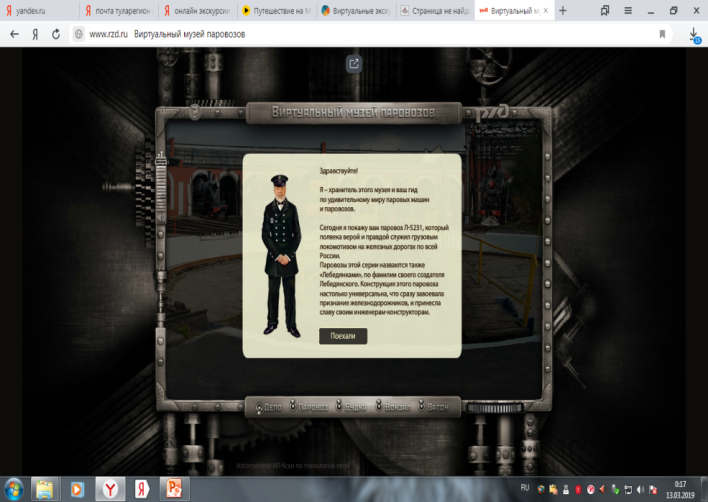 yandex.ru
почта туларегион
онлайн экскурсии
Путешествие на М
Виртуальные экс
Страница не найд
Виртуальный м
www.rzd.ru Виртуальный музей паровозов
Виртуальный музей паровозов
Здравствуйте!
Я – хранитель этого музея и ваш гид
по удивительному миру паровых машин
и паровозов.
Сегодня я покажу вам паровоз Л-5231, который
полвека верой и правдой служил грузовым
локомотивом на железных дорогах по всей
России.
Паровозы этой серии назваются также
«Лебедянками», по фамилии своего создателя
Лебедянского. Конструкция этого паровоза
настолько универсальна, что сразу завоевала
признание железнодорожников, и принесла
славу своим инженерам-конструкторам.
Поехали
Депо Паровоз Будка Вокзал Вагон
RU
0:17
13.03.2019